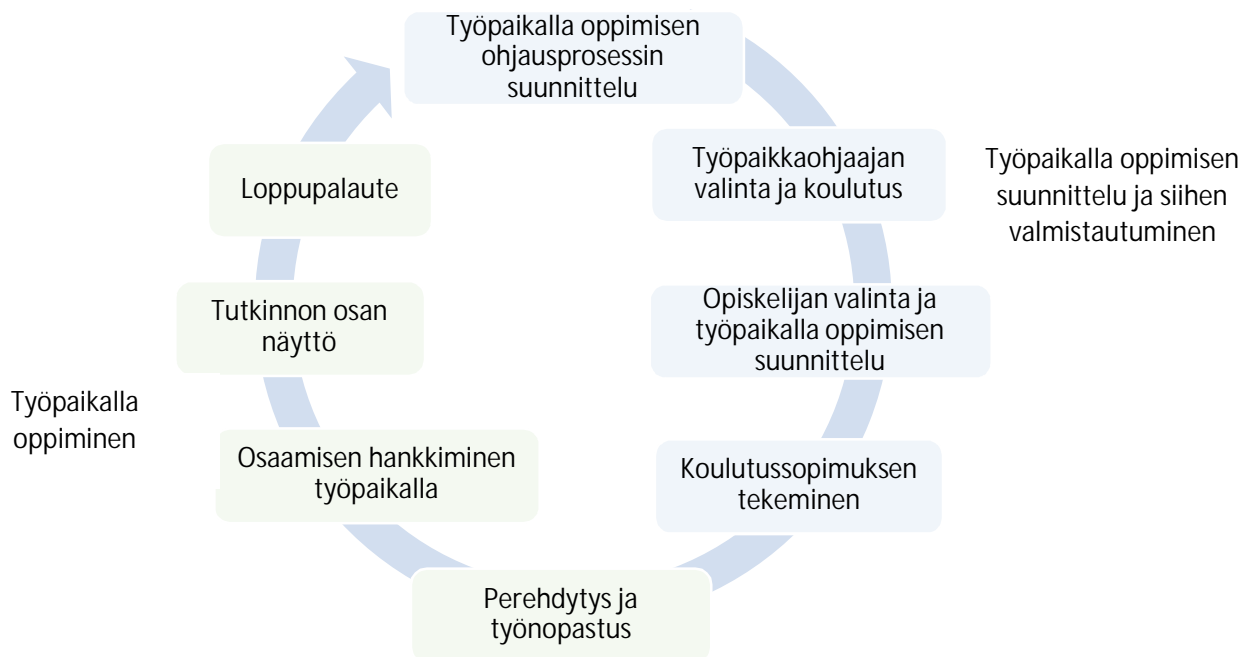 Työpaikalla oppimisen
ohjausprosessin
suunnittelu
Työpaikkaohjaajan
valinta ja koulutus
Työpaikalla oppimisen
suunnittelu ja siihen
valmistautuminen
Opiskelijan valinta ja
työpaikalla oppimisen
suunnittelu
Koulutussopimuksen
tekeminen
Perehdytys ja
työnopastus
Osaamisen hankkiminen
työpaikalla
Työpaikalla
oppiminen
Tutkinnon osan
näyttö
Loppupalaute